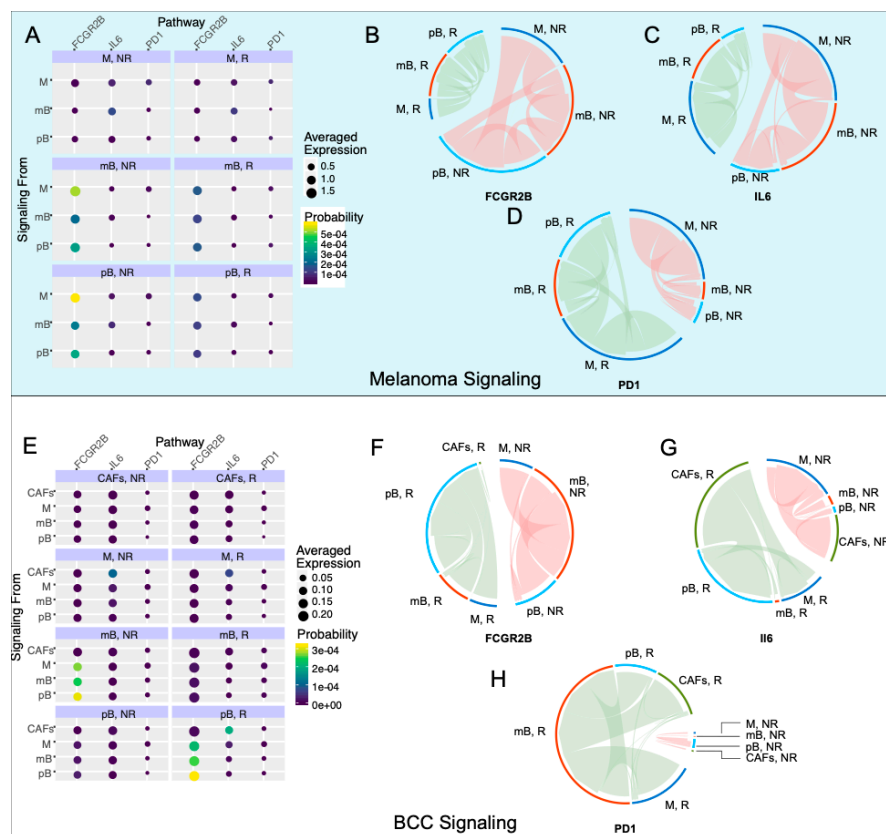 A
Pathway
FCGR2B
IL6
PD1
FCGR2B
IL6
PD1
M, NR
M, R
M
mB
pB
mB, NR
mB, R
M
mB
pB
pB, NR
pB, R
M
mB
pB
Signaling From
Averaged
Expression
0.5
1.0
1.5
Probability
5e-04
4e-04
3e-04
2e-04
1e-04
B
pB, R
M, NR
mB, R
M, R
mB, NR
pB, NR
FCGR2B
C
M, NR
pB, R
mB, R
M, R
mB, NR
pB, NR
IL6
D
pB, R
M, NR
mB, R
mB, NR
pB, NR
M, R
PD1
Melanoma Signaling
E
Pathway
FCGR2B
IL6
PD1
FCGR2B
IL6
PD1
CAFs, NR
CAFs, R
CAFs
M
mB
pB
M, NR
M, R
CAFs
M
mB
pB
mB, NR
mB, R
CAFs
M
mB
pB
pB, NR
pB, R
CAFs
M
mB
pB
Signaling From
Averaged
Expression
0.05
0.10
0.15
0.20
Probability
3e-04
2e-04
1e-04
0e+00
F
CAFs, R
M, NR
pB, R
mB,
NR
mB, R
pB, NR
M, R
FCGR2B
G
CAFs, R
M, NR
mB, NR
pB, NR
CAFs, NR
pB, R
M, R
mB, R
Il6
H
pB, R
CAFs, R
mB, R
M, NR
mB, NR
pB, NR
CAFs, NR
M, R
PD1
BCC Signaling